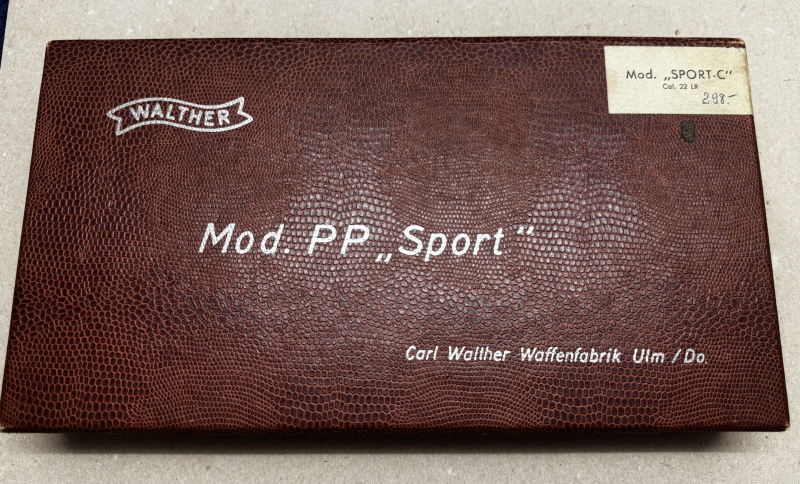 WALTHER
Mod. „SPORT-C“
Cal. 22 LR
298.-
Mod. PP „Sport“
Carl Walther Waffenfabrik Ulm / Do.